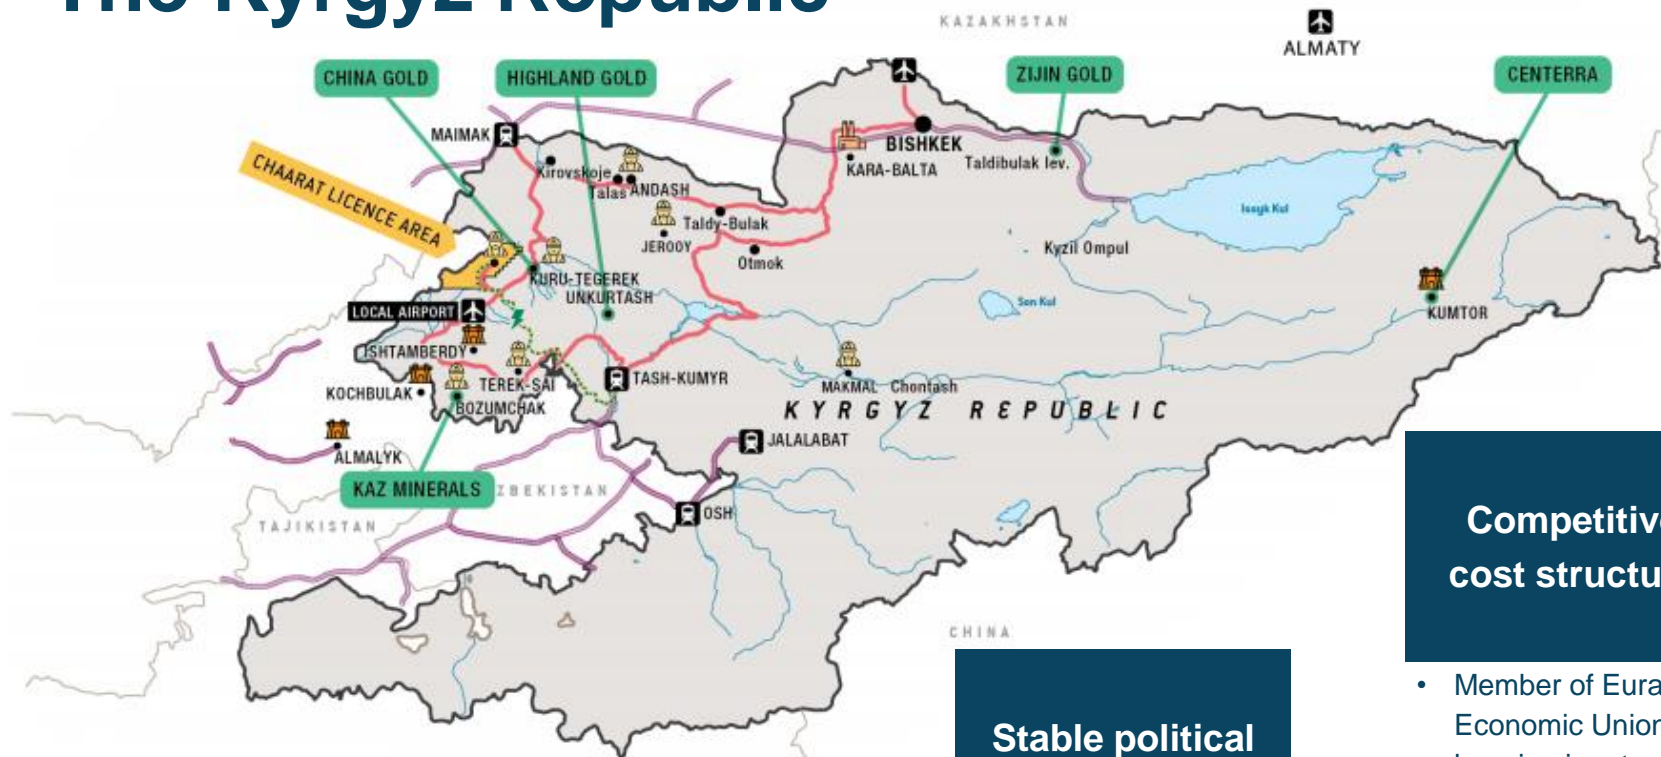 The Kyrgyz Republic
KAZAKHSTAN
ALMATY
CHINA GOLD
HIGHLAND GOLD
ZIJIN GOLD
CENTERRA
MAIMAK
BISHKEK
Kirovskoje
KARA-BALTA
Taldibulak lev.
CHAARAT LICENCE AREA
Talas ANDASH
Taldy-Bulak
Issyk Kul
JEROOY
Otmok
Kyzil Ompul
KURU-TEGEREK
UNKURTASH
Son Kul
LOCAL AIRPORT
KUMTOR
ISHTAMBERDY
TEREK-SAI
TASH-KUMYR
MAKMAL Chontash
KOCHBULAK
BOZUMCHAK
KYRGYZ REPUBLIC
JALALABAT
ALMALYK
KAZ MINERALS
ZBEKISTAN
OSH
TAJIKISTAN
CHINA
Competitive
cost structu
Stable political
• Member of Eura
Economic Union